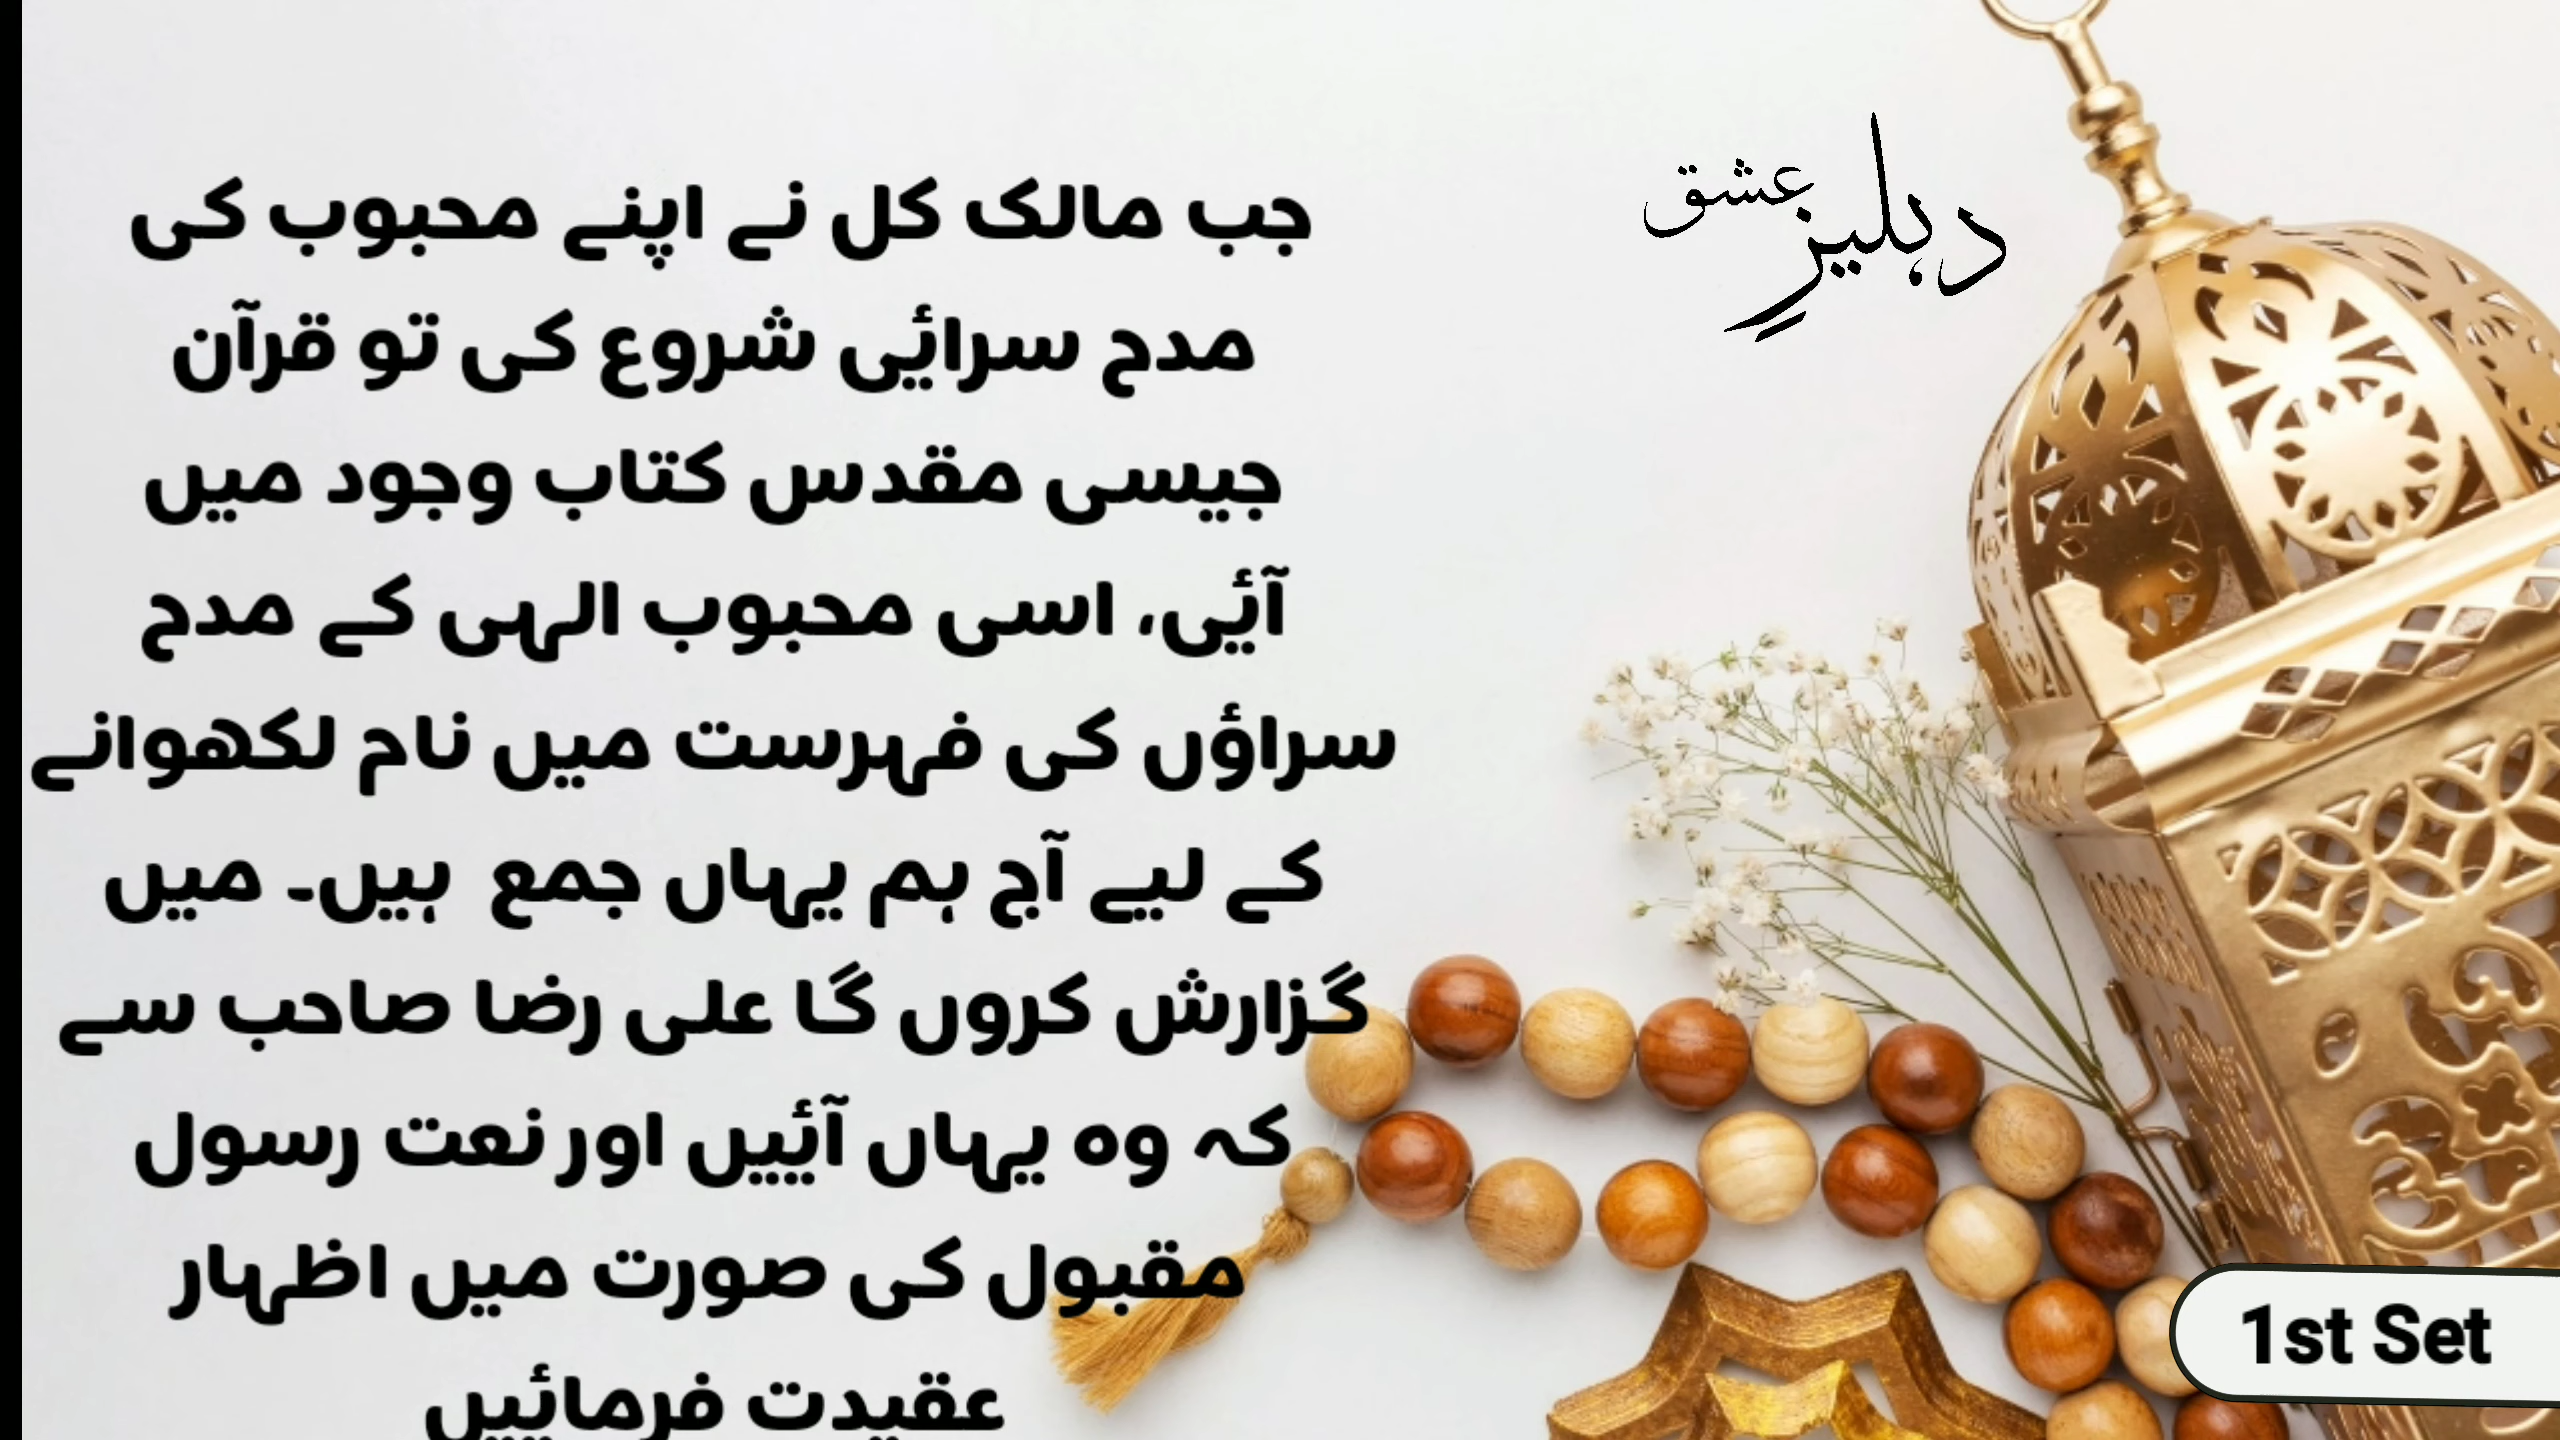 دہلیزِ عشق
جب مالک کل نے اپنے محبوب کی
مدح سرائی شروع کی تو قرآن
جیسی مقدس کتاب وجود میں
آئی، اسی محبوب الہی کے مدح
سراؤں کی فہرست میں نام لکھوانے
کے لیے آج ہم یہاں جمع ہیں۔ میں
گزارش کروں گا علی رضا صاحب سے
کہ وہ یہاں آئیں اور نعت رسول
مقبول کی صورت میں اظہار
عقیدت فرمائیں
1st Set